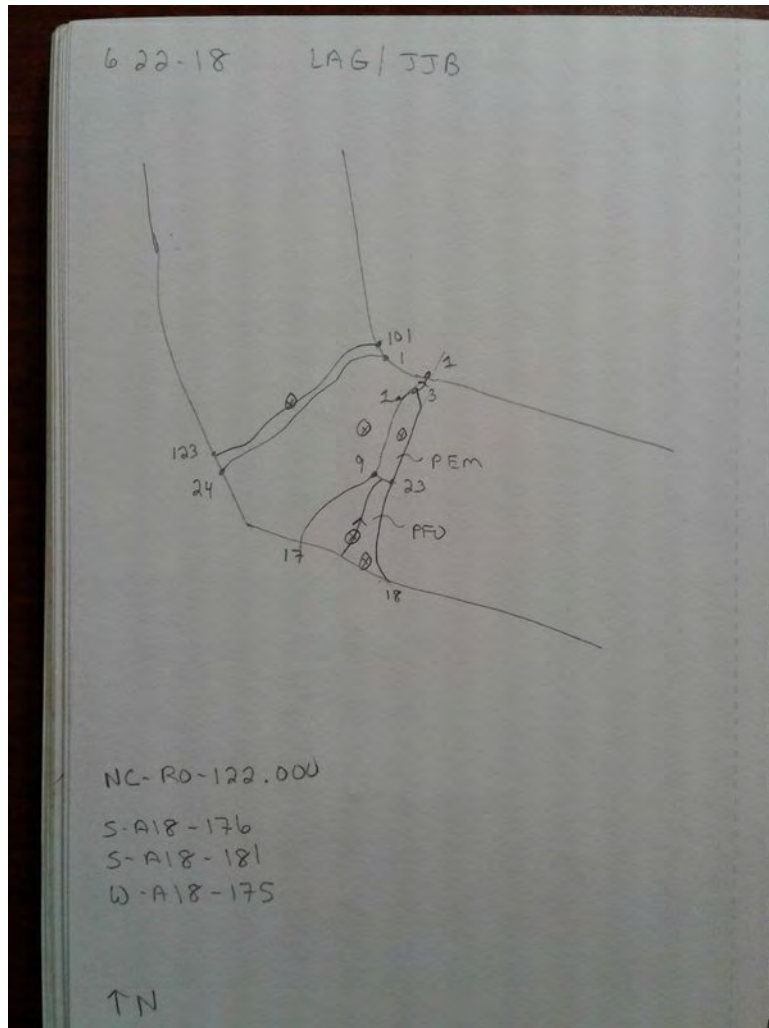 6 22-18 LAG/JJB
101
1
1
1
3
123
9
PEM
24
23
PFO
17
18
NC-RO-122.000
S-A18-176
S-A18-181
W-A18-175
↑N